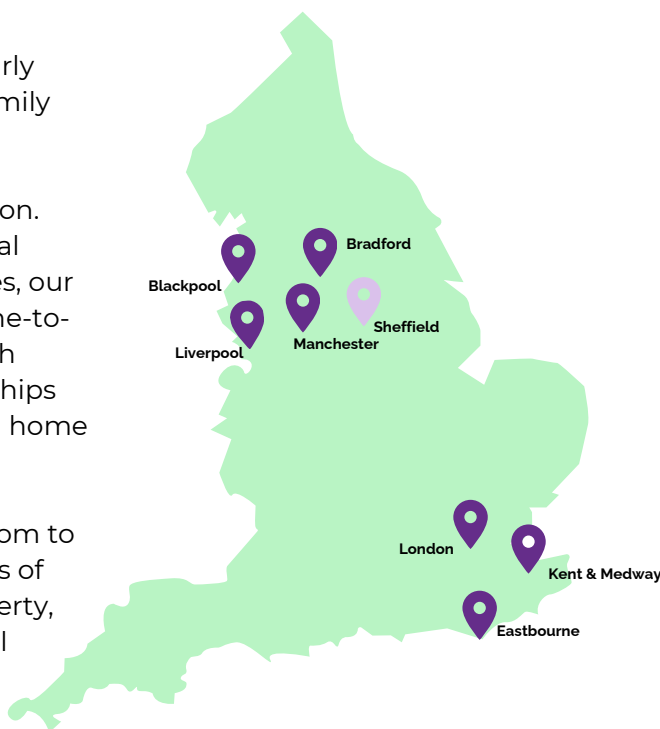 rly
mily
on.
al
es, our
ne-to-
h
hips
home
om to
s of
erty,
l
Bradford
Blackpool
Sheffield
Manchester
Liverpool
London
Kent & Medway
Eastbourne